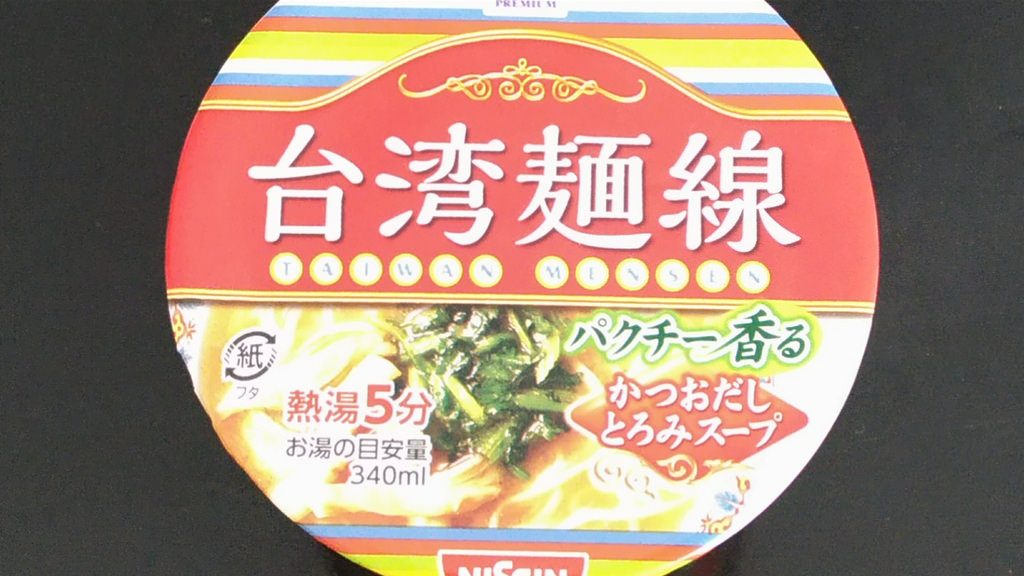 PREMIUM
台湾麺線
TAIWAN MENSEN
パクチー香る
かつおだし
とろみスープ
紙
フタ
熱湯5分
お湯の目安量
340ml
NISSIN